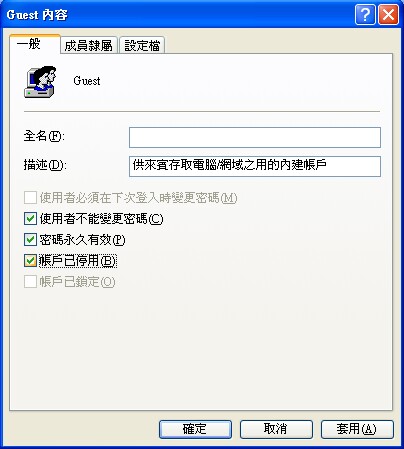 Guest 內容
一般 成員隸屬 設定檔
Guest
全名(F):
描述(D): 供來賓存取電腦/網域之用的內建帳戶
使用者必須在下次登入時變更密碼(M)
使用者不能變更密碼(C)
密碼永久有效(P)
帳戶已停用(B)
帳戶已鎖定(O)
確定 取消 套用(A)